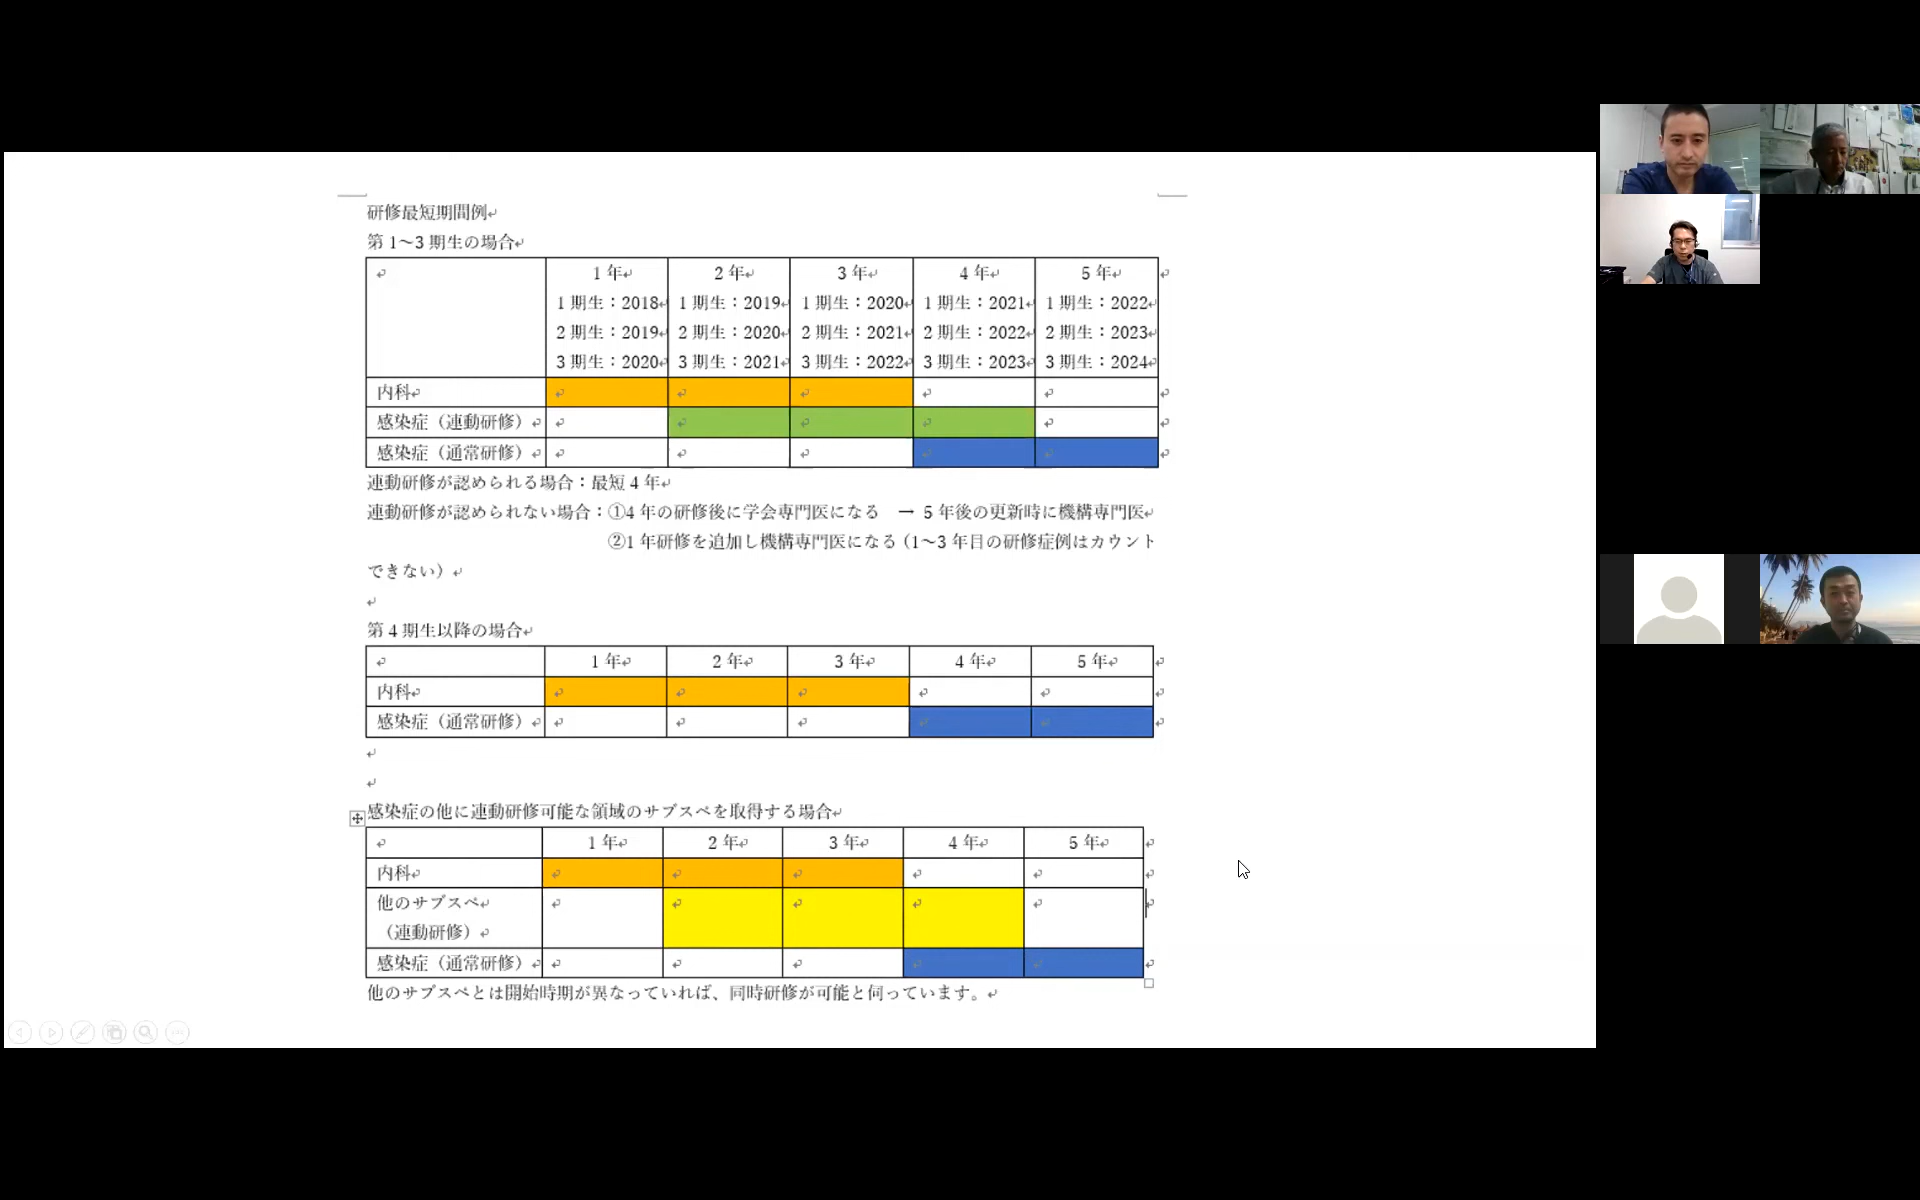 研修最短期間例
第 1～3 期生の場合
1 年 2 年 3 年 4 年 5 年
1 期生：2018 1 期生：2019 1 期生：2020 1 期生：2021 1 期生：2022
2 期生：2019 2 期生：2020 2 期生：2021 2 期生：2022 2 期生：2023
3 期生：2020 3 期生：2021 3 期生：2022 3 期生：2023 3 期生：2024
内科
感染症（連動研修）
感染症（通常研修）
連動研修が認められる場合：最短 4 年
連動研修が認められない場合：①4 年の研修後に学会専門医になる → 5 年後の更新時に機構専門医
②1 年研修を追加し機構専門医になる（1～3 年目の研修症例はカウント
できない）
第 4 期生以降の場合
1 年 2 年 3 年 4 年 5 年
内科
感染症（通常研修）
感染症の他に連動研修可能な領域のサブスペを取得する場合
1 年 2 年 3 年 4 年 5 年
内科
他のサブスペ
（連動研修）
感染症（通常研修）
他のサブスペとは開始時期が異なっていれば、同時研修が可能と伺っています。